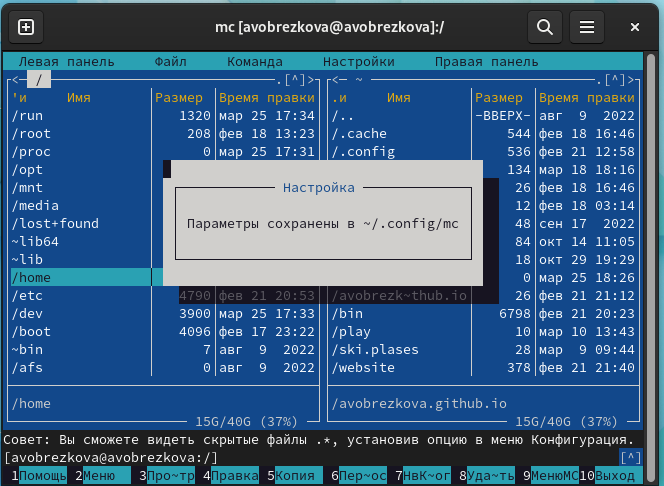 mc [avobrezkova@avobrezkova]:/
Левая панель Файл Команда Настройки Правая панель
<— / .[^]> <— ~ .[^]>
'и Имя Размер Время правки .и Имя Размер Время правки
/run 1320 мар 25 17:34 /.. -ВВЕРХ- авг 9 2022
/root 208 фев 18 13:23 /.cache 544 фев 18 16:46
/proc 0 мар 25 17:31 /.config 536 фев 21 12:58
/opt 134 мар 18 18:16
/mnt 26 фев 18 16:46
/media 12 фев 18 03:14
/lost+found 48 сен 17 2022
~lib64 84 окт 14 11:05
~lib 18 окт 29 19:29
/home 0 мар 25 18:26
Настройка
Параметры сохранены в ~/.config/mc
/etc 4790 фев 21 20:53 /avobrezk~thub.io 26 фев 21 21:12
/dev 3900 мар 25 17:33 /bin 6798 фев 21 20:23
/boot 4096 фев 17 23:22 /play 10 мар 10 13:43
~bin 7 авг 9 2022 /ski.plases 28 мар 9 09:44
/afs 0 авг 9 2022 /website 378 фев 21 21:40
/home /avobrezkova.github.io
15G/40G (37%) 15G/40G (37%)
Совет: Вы сможете видеть скрытые файлы .*, установив опцию в меню Конфигурация.
[avobrezkova@avobrezkova:/] [^]
1Помощь 2Меню 3Про~тр 4Правка 5Копия 6Пер~ос 7НвК~ог 8Уда~ть 9МенюMC 10Выход